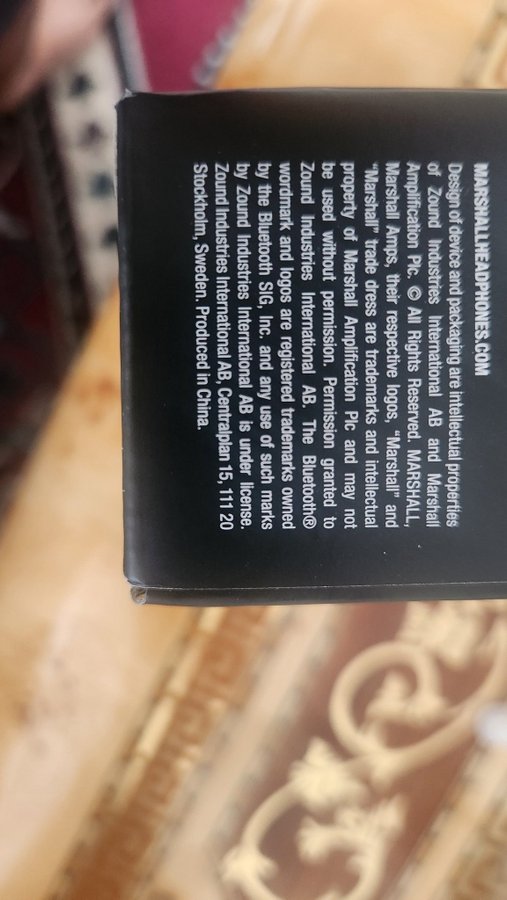 MARSHALLHEADPHONES.COM
Design of device and packaging are intellectual properties
of Zound Industries International AB and Marshall
Amplification Plc. © All Rights Reserved. MARSHALL,
Marshall Amps, their respective logos, "Marshall" and
"Marshall" trade dress are trademarks and intellectual
property of Marshall Amplification Plc and may not
be used without permission. Permission granted to
Zound Industries International AB. The Bluetooth®
wordmark and logos are registered trademarks owned
by the Bluetooth SIG, Inc. and any use of such marks
by Zound Industries International AB is under license.
Zound Industries International AB, Centralplan 15, 111 20
Stockholm, Sweden. Produced in China.